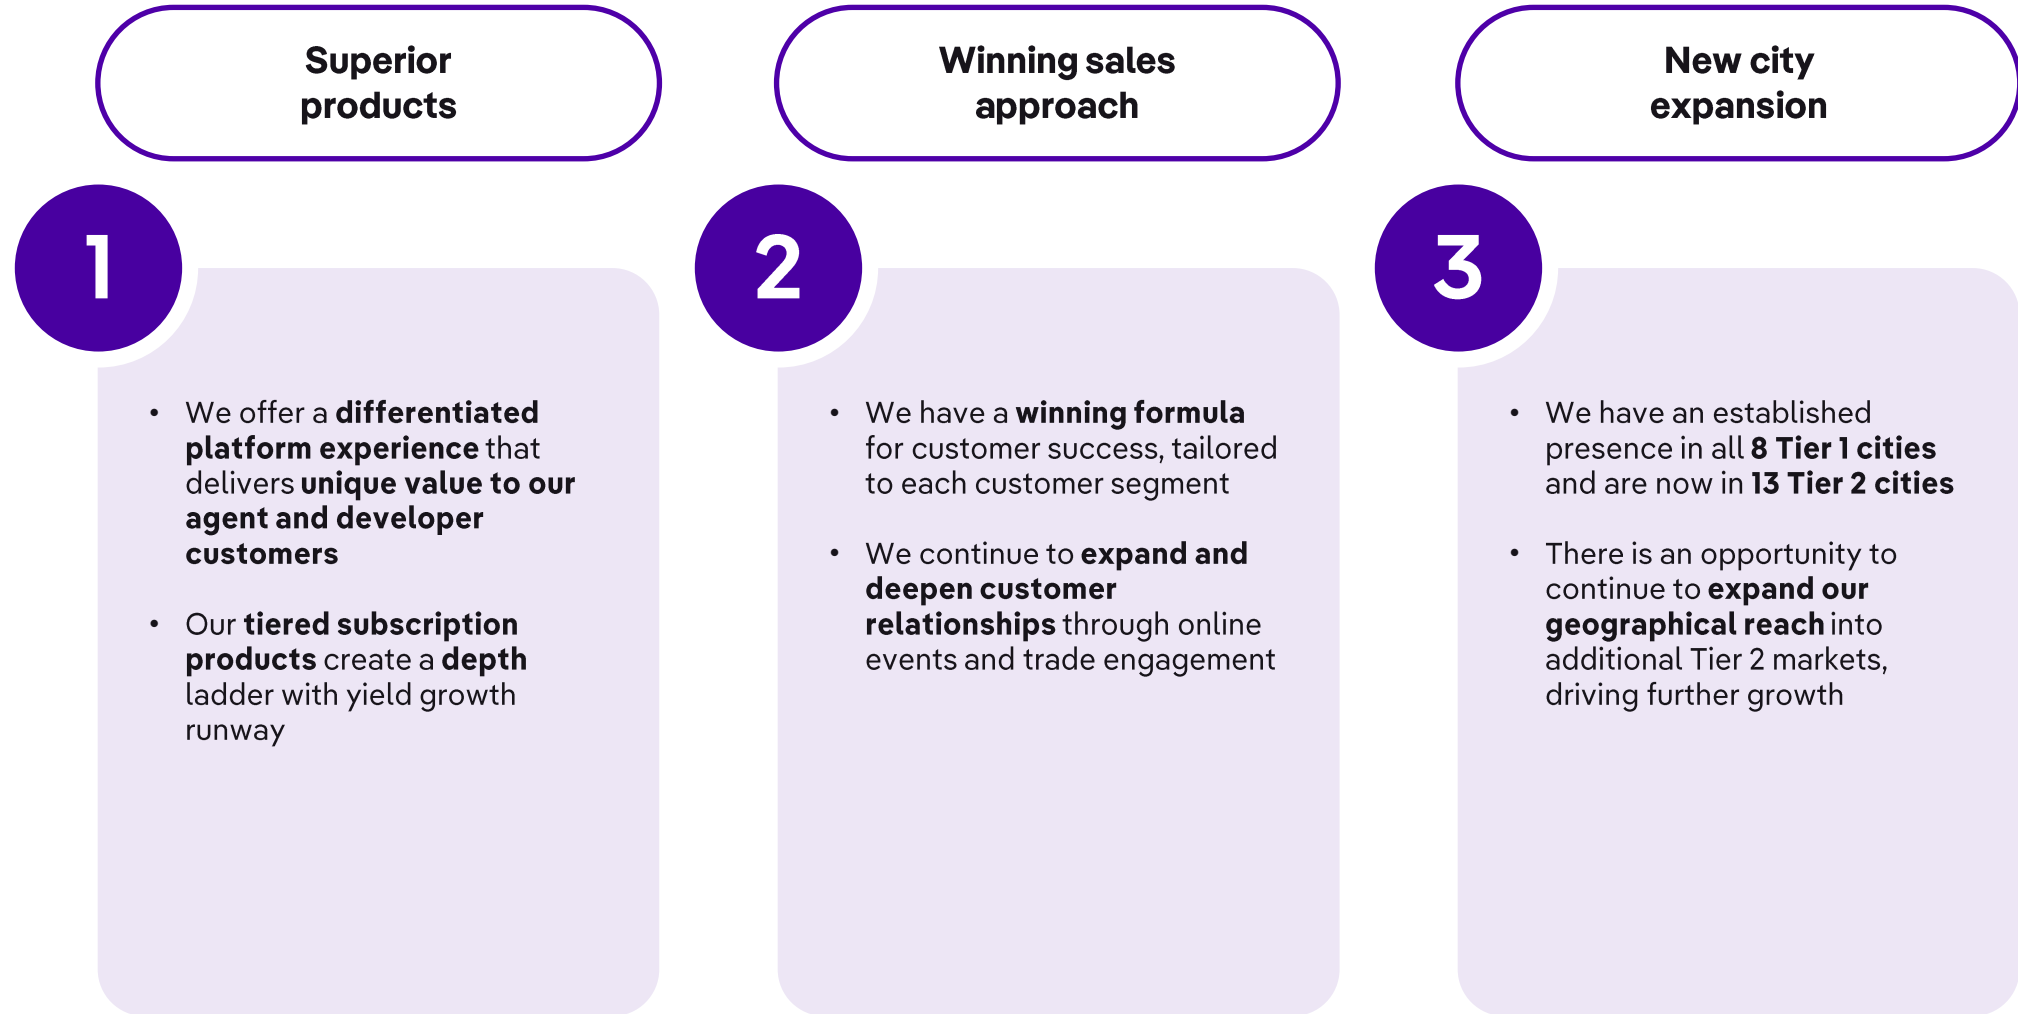 Superior
products
1
• We offer a differentiated
platform experience that
delivers unique value to our
agent and developer
customers
• Our tiered subscription
products create a depth
ladder with yield growth
runway
Winning sales
approach
2
• We have a winning formula
for customer success, tailored
to each customer segment
• We continue to expand and
deepen customer
relationships through online
events and trade engagement
New city
expansion
3
• We have an established
presence in all 8 Tier 1 cities
and are now in 13 Tier 2 cities
• There is an opportunity to
continue to expand our
geographical reach into
additional Tier 2 markets,
driving further growth